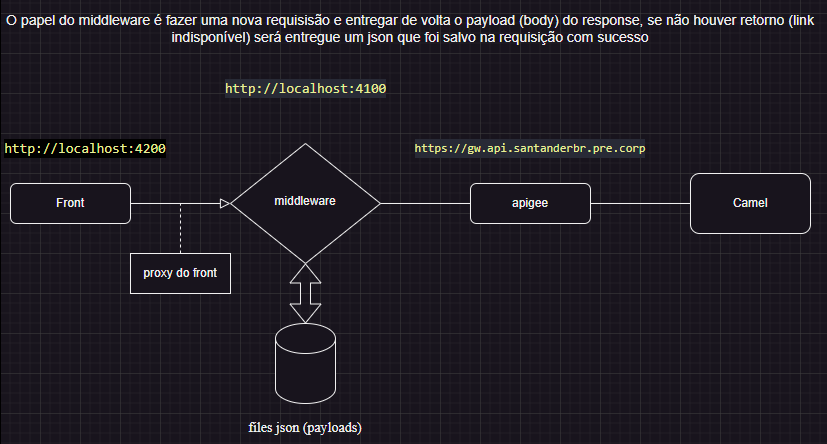 O papel do middleware é fazer uma nova requisisão e entregar de volta o payload (body) do response, se não houver retorno (link
indisponível) será entregue um json que foi salvo na requisição com sucesso
http://localhost:4100
http://localhost:4200
https://gw.api.santanderbr.pre.corp
Front
middleware
apigee
Camel
proxy do front
files json (payloads)